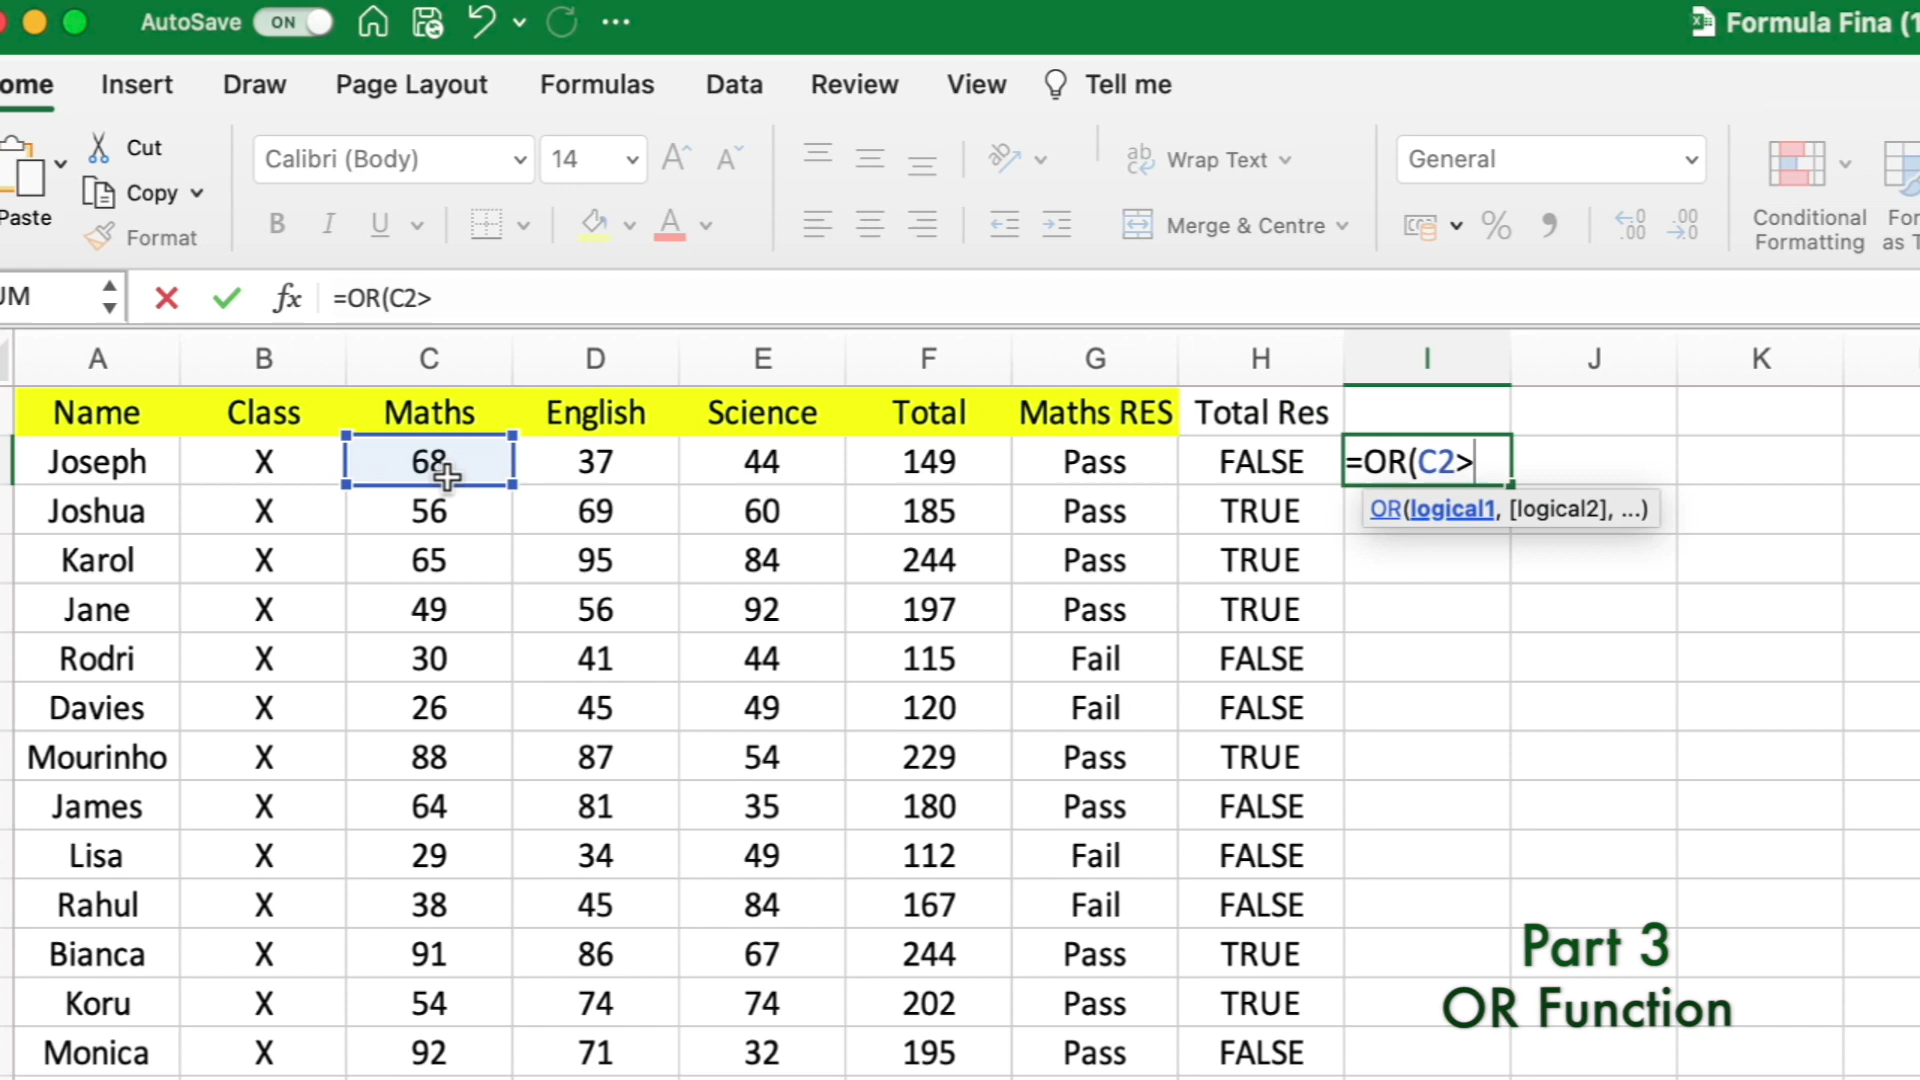 AutoSave ON Formula Fina (1
ome Insert Draw Page Layout Formulas Data Review View Tell me
Cut
Copy
Format
Paste
Calibri (Body) 14
B I U A
Wrap Text
Merge & Centre
General
Conditional
Formatting
For
as T
UM fx =OR(C2>
A B C D E F G H I J K
Name Class Maths English Science Total Maths RES Total Res
Joseph X 68 37 44 149 Pass FALSE =OR(C2>
OR(logical1, [logical2], ...)
Joshua X 56 69 60 185 Pass TRUE
Karol X 65 95 84 244 Pass TRUE
Jane X 49 56 92 197 Pass TRUE
Rodri X 30 41 44 115 Fail FALSE
Davies X 26 45 49 120 Fail FALSE
Mourinho X 88 87 54 229 Pass TRUE
James X 64 81 35 180 Pass FALSE
Lisa X 29 34 49 112 Fail FALSE
Rahul X 38 45 84 167 Fail FALSE
Bianca X 91 86 67 244 Pass TRUE
Koru X 54 74 74 202 Pass TRUE
Monica X 92 71 32 195 Pass FALSE
Part 3
OR Function